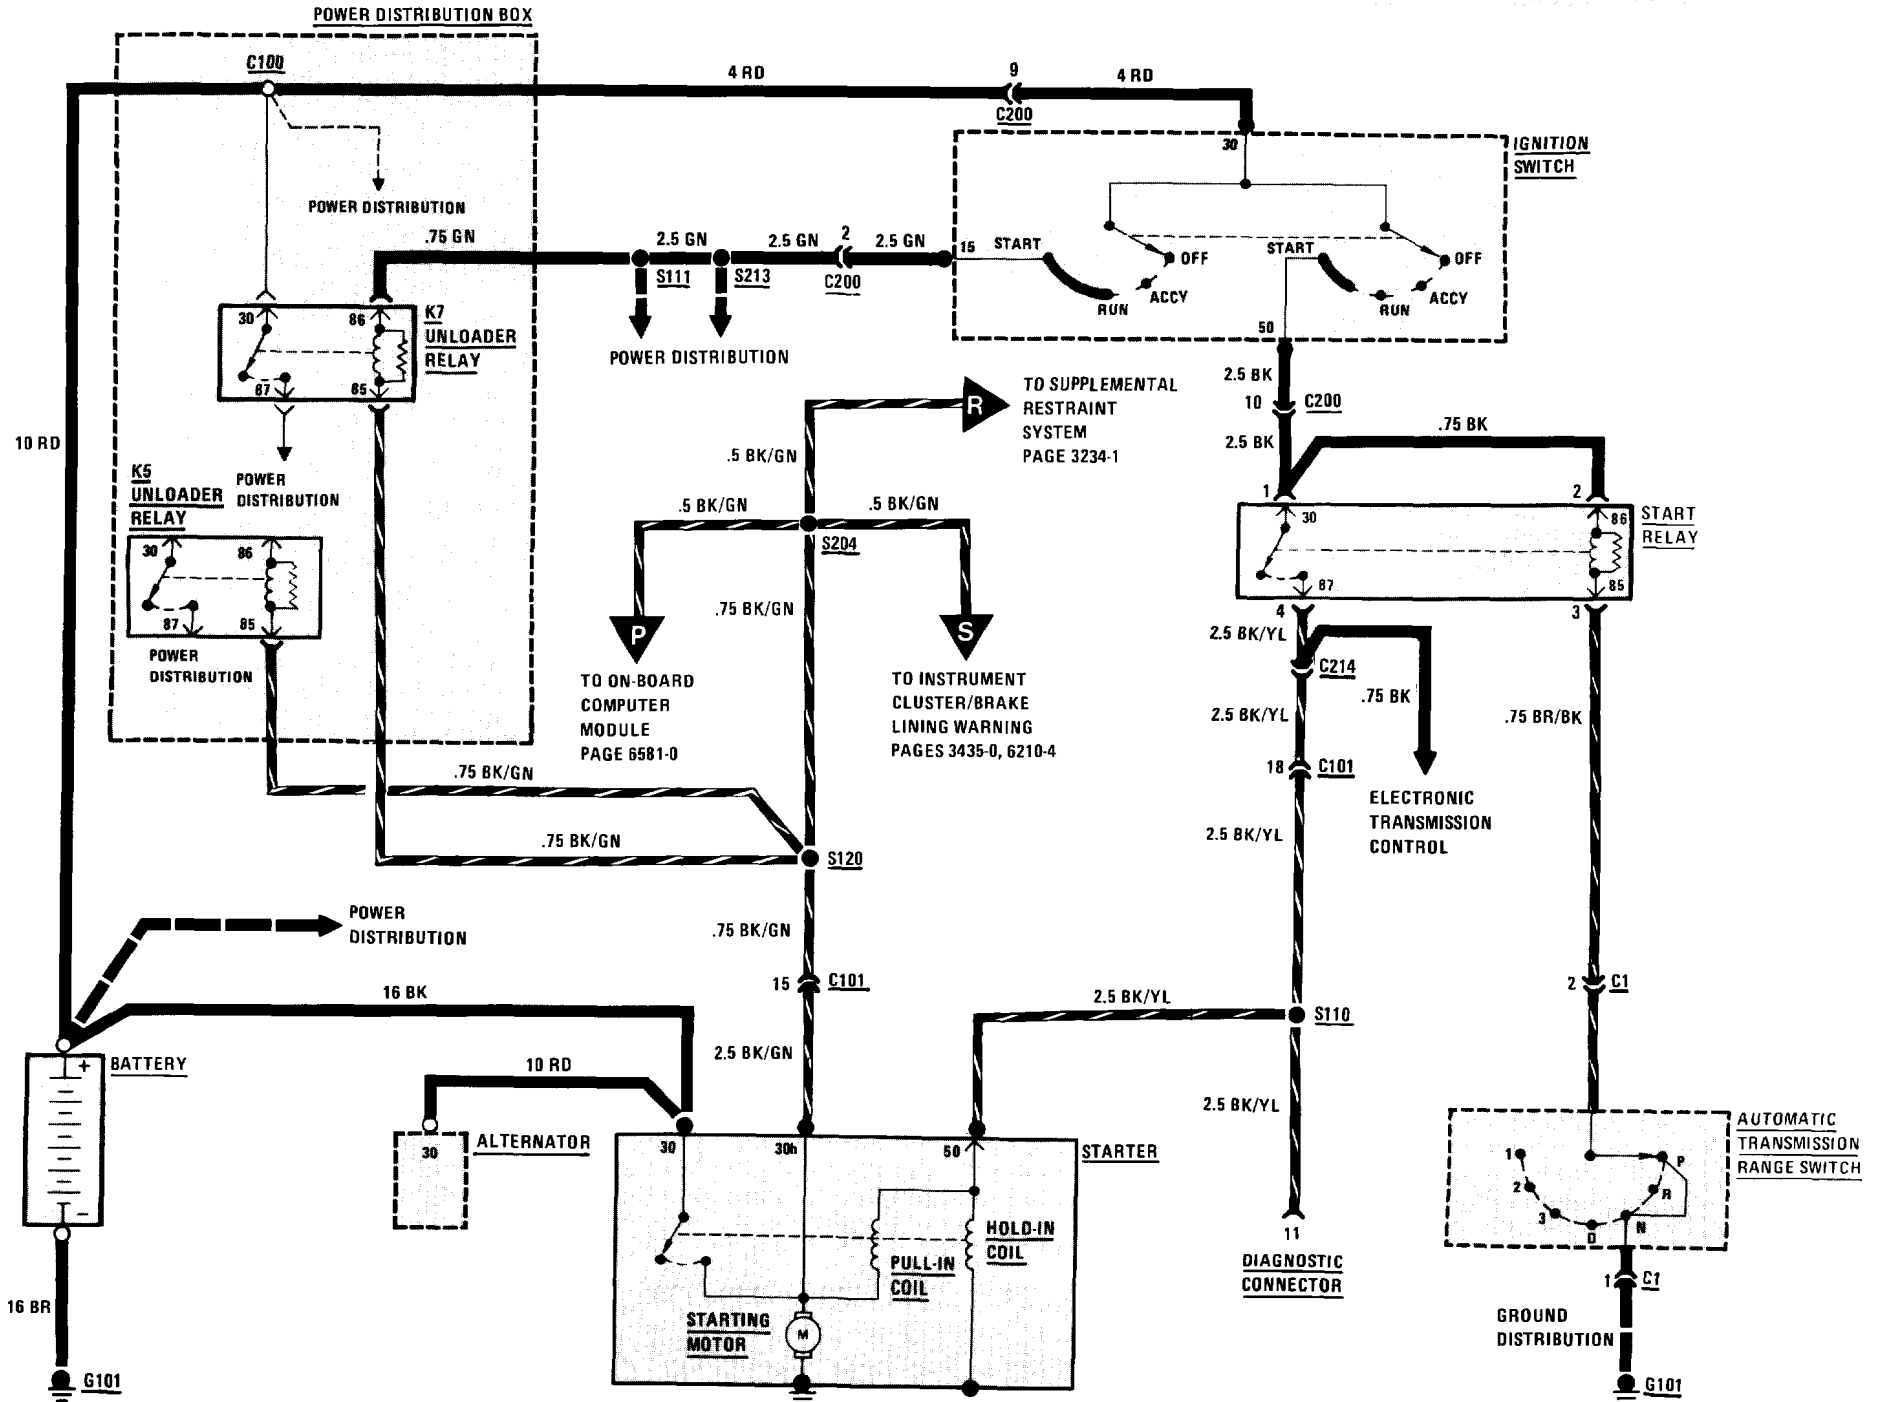 POWER DISTRIBUTION BOX
C100
4 RD
9
4 RD
C200
30
IGNITION
SWITCH
POWER DISTRIBUTION
.75 GN
2.5 GN
2.5 GN
2
2.5 GN
15
START
OFF
ACCY
RUN
START
OFF
ACCY
RUN
S111
S213
C200
50
30
86
K7
UNLOADER
RELAY
87
85
POWER DISTRIBUTION
2.5 BK
10
C200
2.5 BK
.75 BK
R
TO SUPPLEMENTAL
RESTRAINT
SYSTEM
PAGE 3234-1
10 RD
.5 BK/GN
K5
UNLOADER
RELAY
POWER
DISTRIBUTION
.5 BK/GN
.5 BK/GN
S204
1
2
30
86
START
RELAY
87
85
30
86
87
85
.75 BK/GN
4
3
P
S
2.5 BK/YL
C214
.75 BK
POWER
DISTRIBUTION
TO ON-BOARD
COMPUTER
MODULE
PAGE 6581-0
TO INSTRUMENT
CLUSTER/BRAKE
LINING WARNING
PAGES 3435-0, 6210-4
2.5 BK/YL
.75 BR/BK
18
C101
.75 BK/GN
ELECTRONIC
TRANSMISSION
CONTROL
.75 BK/GN
S120
2.5 BK/YL
POWER
DISTRIBUTION
.75 BK/GN
15
C101
2
C1
16 BK
2.5 BK/YL
S110
BATTERY
+
-
10 RD
2.5 BK/GN
2.5 BK/YL
30
ALTERNATOR
30
30h
50
STARTER
AUTOMATIC
TRANSMISSION
RANGE SWITCH
1
2
3
D
N
R
P
HOLD-IN
COIL
PULL-IN
COIL
11
DIAGNOSTIC
CONNECTOR
1
C1
16 BR
STARTING
MOTOR
M
GROUND
DISTRIBUTION
G101
G101